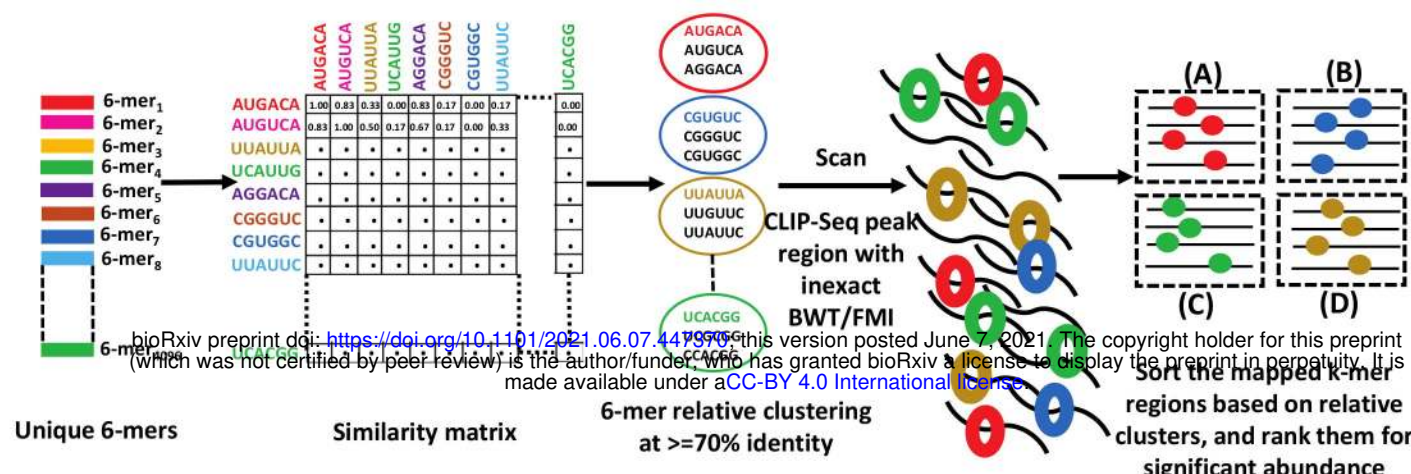 6-mer1
6-mer2
6-mer3
6-mer4
6-mer5
6-mer6
6-mer7
6-mer8
6-mer4096
Unique 6-mers
AUGACA AUGUCA UUAUUA UCAUUG AGGACA CGGGUC CGUGGC UUAUUC UCACGG
AUGACA 1.00 0.83 0.33 0.00 0.83 0.17 0.00 0.17 0.00
AUGUCA 0.83 1.00 0.50 0.17 0.67 0.17 0.00 0.33 0.00
UUAUUA
UCAUUG
AGGACA
CGGGUC
CGUGGC
UUAUUC
UCACGG
Similarity matrix
AUGACA
AUGUCA
AGGACA
CGUGUC
CGGGUC
CGUGGC
UUAUUA
UUGUUC
UUAUUC
UCACGG
CCACGG
6-mer relative clustering
at >=70% identity
Scan
CLIP-Seq peak
region with
inexact
BWT/FMI
(A)
(B)
(C)
(D)
Sort the mapped k-mer
regions based on relative
clusters, and rank them for
significant abundance
bioRxiv preprint doi: https://doi.org/10.1101/2021.06.07.447370; this version posted June 7, 2021. The copyright holder for this preprint
(which was not certified by peer review) is the author/funder, who has granted bioRxiv a license to display the preprint in perpetuity. It is
made available under aCC-BY 4.0 International license.